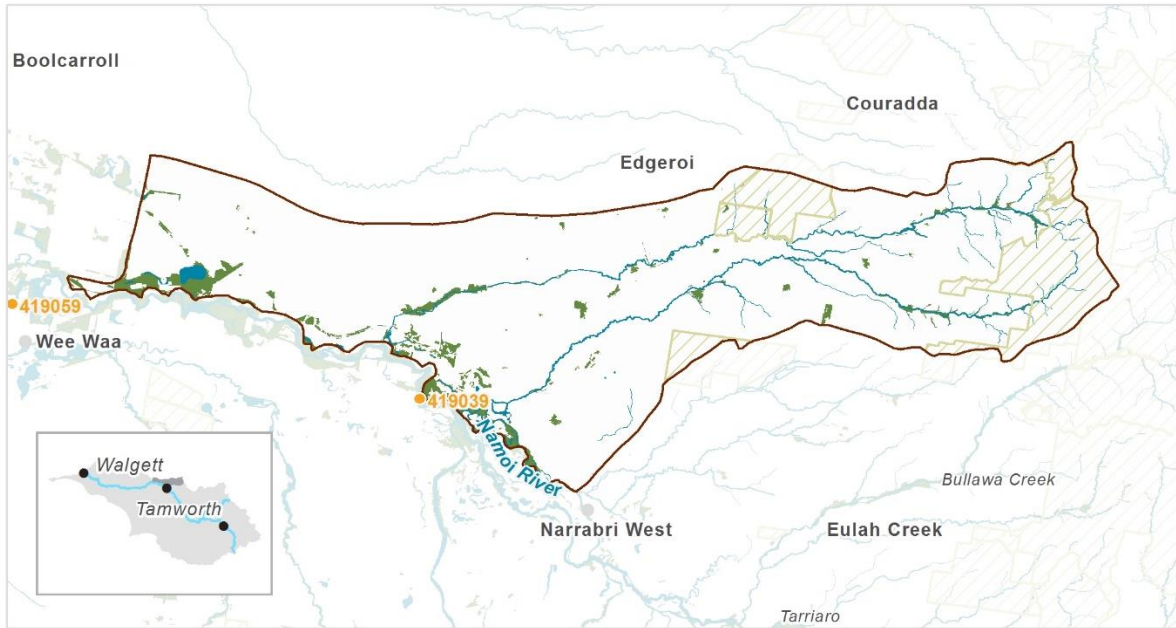 Boolcarroll
Couradda
Edgeroi
419059
Wee Waa
419039
Namoi River
Walgett
Tamworth
Narrabri West
Bullawa Creek
Eulah Creek
Tarriaro